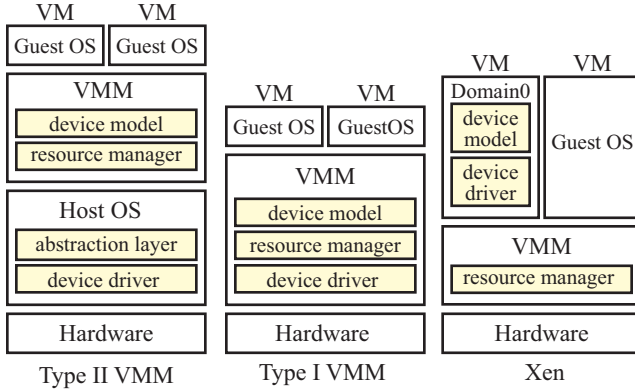 VM VM
Guest OS Guest OS
VMM
device model
resource manager
Host OS
abstraction layer
device driver
Hardware
Type II VMM
VM VM
Guest OS GuestOS
VMM
device model
resource manager
device driver
Hardware
Type I VMM
VM VM
Domain0
device
model
device
driver
Guest OS
VMM
resource manager
Hardware
Xen